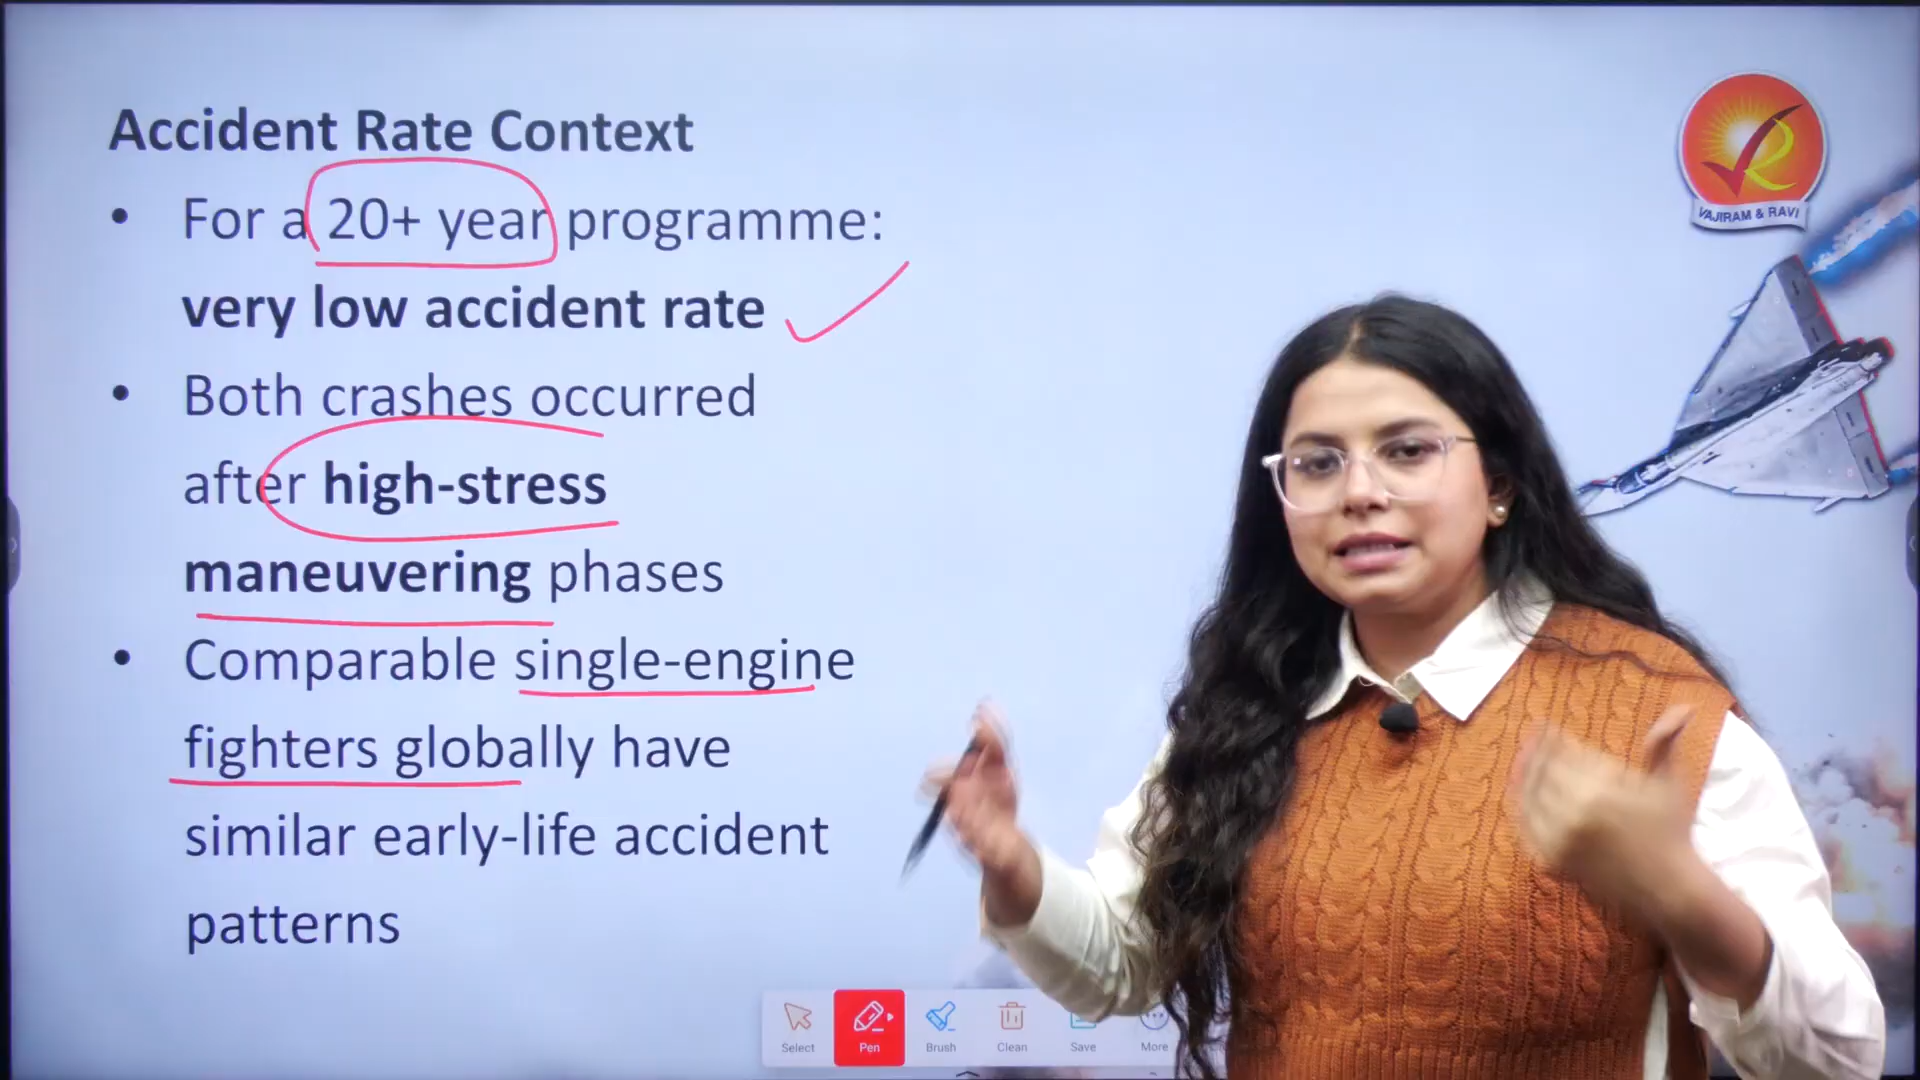 Accident Rate Context
• For a 20+ year programme:
very low accident rate
• Both crashes occurred
after high-stress
maneuvering phases
• Comparable single-engine
fighters globally have
similar early-life accident
patterns
VAJIRAM & RAVI
Select Pen Brush Clean Save More